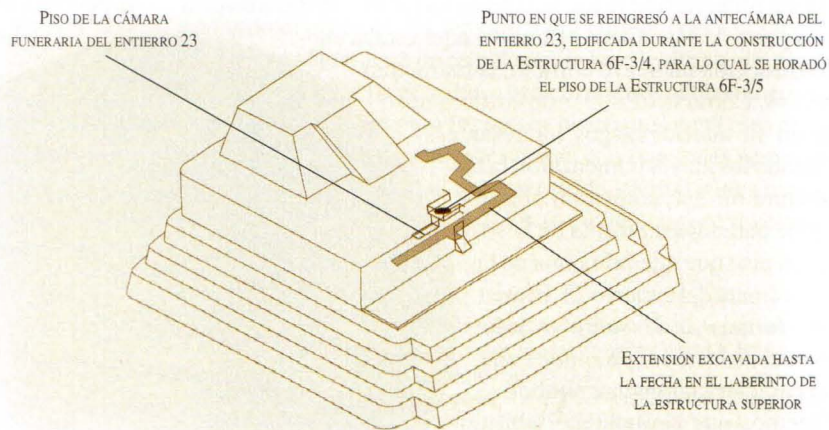 PISO DE LA CÁMARA
FUNERARIA DEL ENTIERRO 23
PUNTO EN QUE SE REINGRESÓ A LA ANTECÁMARA DEL
ENTIERRO 23, EDIFICADA DURANTE LA CONSTRUCCIÓN
DE LA ESTRUCTURA 6F-3/4, PARA LO CUAL SE HORADÓ
EL PISO DE LA ESTRUCTURA 6F-3/5
EXTENSIÓN EXCAVADA HASTA
LA FECHA EN EL LABERINTO DE
LA ESTRUCTURA SUPERIOR